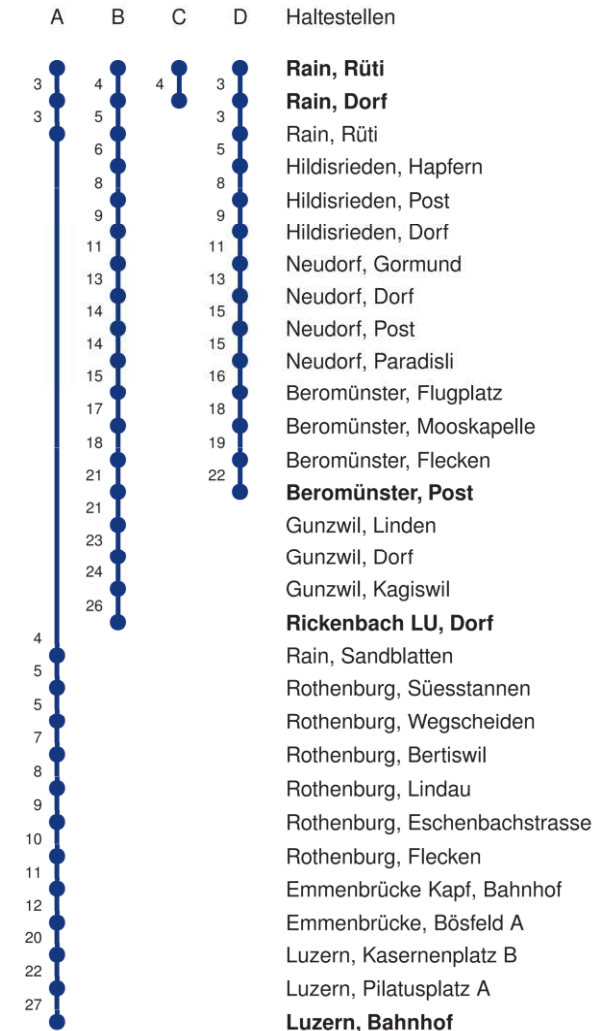 A B C D Haltestellen
Rain, Rüti
3 4 4 3
Rain, Dorf
3 5 3
Rain, Rüti
6 5
Hildisrieden, Hapfern
8 8
Hildisrieden, Post
9 9
Hildisrieden, Dorf
11 11
Neudorf, Gormund
13 13
Neudorf, Dorf
14 15
Neudorf, Post
14 15
Neudorf, Paradisli
15 16
Beromünster, Flugplatz
17 18
Beromünster, Mooskapelle
18 19
Beromünster, Flecken
21 22
Beromünster, Post
21
Gunzwil, Linden
23
Gunzwil, Dorf
24
Gunzwil, Kagiswil
26
Rickenbach LU, Dorf
4
Rain, Sandblatten
5
Rothenburg, Süesstannen
5
Rothenburg, Wegscheiden
7
Rothenburg, Bertiswil
8
Rothenburg, Lindau
9
Rothenburg, Eschenbachstrasse
10
Rothenburg, Flecken
11
Emmenbrücke Kapf, Bahnhof
12
Emmenbrücke, Bösfeld A
20
Luzern, Kasernenplatz B
22
Luzern, Pilatusplatz A
27
Luzern, Bahnhof